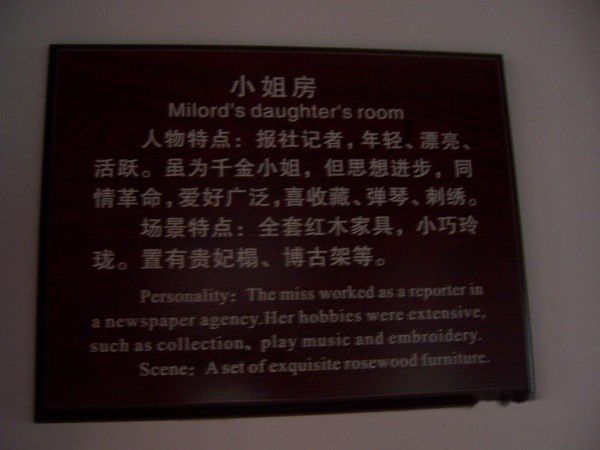 小姐房
Milord's daughter's room
人物特点：报社记者，年轻、漂亮、
活跃。虽为千金小姐，但思想进步，同
情革命，爱好广泛，喜收藏、弹琴、刺绣。
场景特点：全套红木家具，小巧玲
珑。置有贵妃榻、博古架等。
Personality: The miss worked as a reporter in
a newspaper agency.Her hobbies were extensive,
such as collection、play music and embroidery.
Scene: A set of exquisite rosewood furniture.